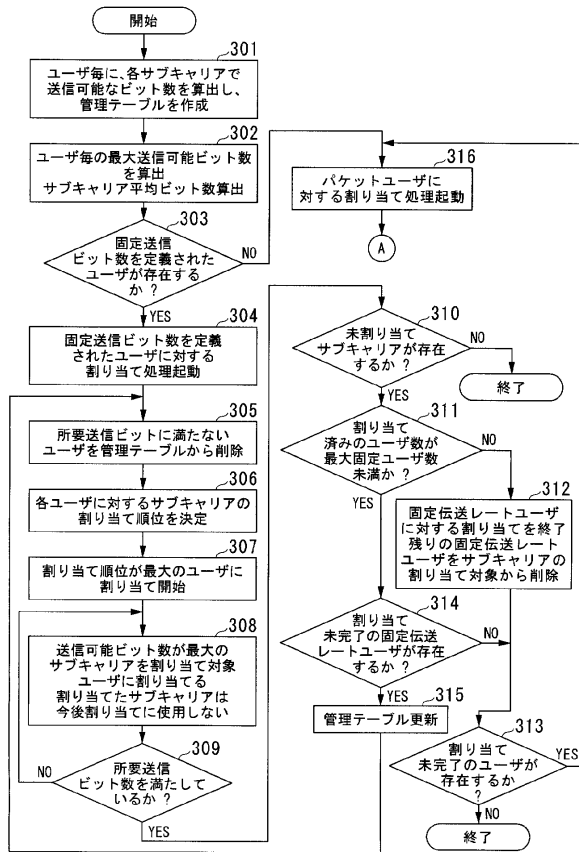 開始
301
ユーザ毎に、各サブキャリアで
送信可能なビット数を算出し、
管理テーブルを作成
302
ユーザ毎の最大送信可能ビット数
を算出
サブキャリア平均ビット数算出
303
固定送信
ビット数を定義された
ユーザが存在する
か ?
NO
YES
304
固定送信ビット数を定義
されたユーザに対する
割り当て処理起動
305
所要送信ビットに満たない
ユーザを管理テーブルから削除
306
各ユーザに対するサブキャリアの
割り当て順位を決定
307
割り当て順位が最大のユーザに
割り当て開始
308
送信可能ビット数が最大の
サブキャリアを割り当て対象
ユーザに割り当てる
割り当てたサブキャリアは
今後割り当てに使用しない
309
所要送信
ビット数を満たして
いるか ?
NO
YES
316
パケットユーザに
対する割り当て処理起動
A
310
未割り当て
サブキャリアが存在
するか ?
NO
終了
YES
311
割り当て
済みのユーザ数が
最大固定ユーザ数
未満か ?
NO
YES
312
固定伝送レートユーザ
に対する割り当てを終了
残りの固定伝送レート
ユーザをサブキャリアの
割り当て対象から削除
314
割り当て
未完了の固定伝送
レートユーザが存在
するか ?
NO
YES
315
管理テーブル更新
313
割り当て
未完了のユーザが
存在するか
?
YES
NO
終了